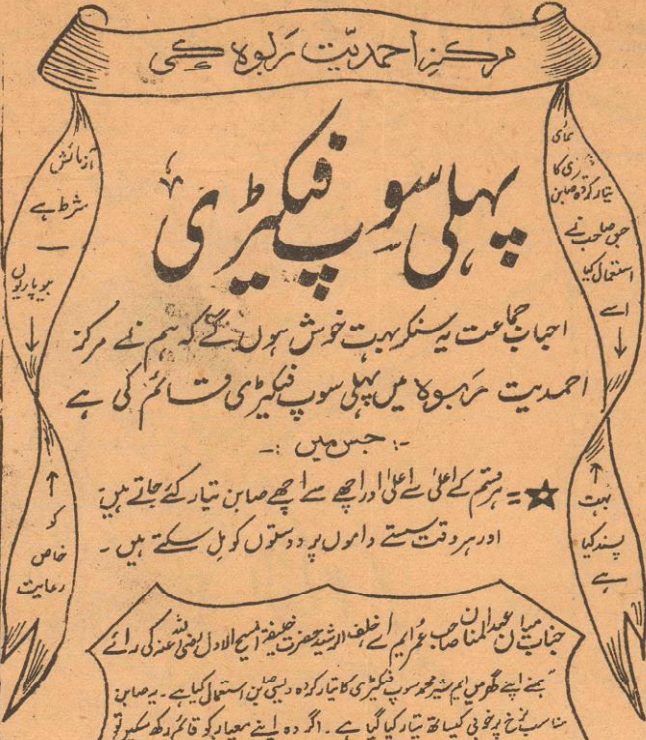 مرکزِ احمدیّت ربوہ کی
پہلی سوپ فیکٹری
احباب جماعت یہ سنکر بہت خوش ہوں گے کہ ہم نے مرکز
احمدیت ربوہ میں پہلی سوپ فیکٹری قائم کی ہے
-: جس میں :-
ہر قسم کے اعلیٰ سے اعلیٰ اور اچھے سے اچھے صابن تیار کئے جاتے ہیں
اور ہر وقت سستے داموں پر دوستوں کو مل سکتے ہیں ۔
ہماری
فیکٹری کا
تیار کردہ صابن
جس صاحب نے
استعمال کیا
اسے
↓
↑
بہت
پسند کیا
ہے
آزمائش
شرط ہے
—
بیوپاریوں
↓
↑
کو
خاص
رعایت
جناب میاں عبدالمنان صاحب عمر ایم اے خلف الرشید حضرت خلیفۃ المسیح الاول رضی اللہ عنہ کی رائے
ہمنے اپنے گھر میں ایم بشیر محمد سوپ فیکٹری کا تیار کردہ دیسی صابن استعمال کیا ہے ۔ یہ صابن
مناسب نرخ پر خوبی کیساتھ تیار کیا گیا ہے ۔ اگر وہ اپنے معیار کو قائم رکھ سکیں تو